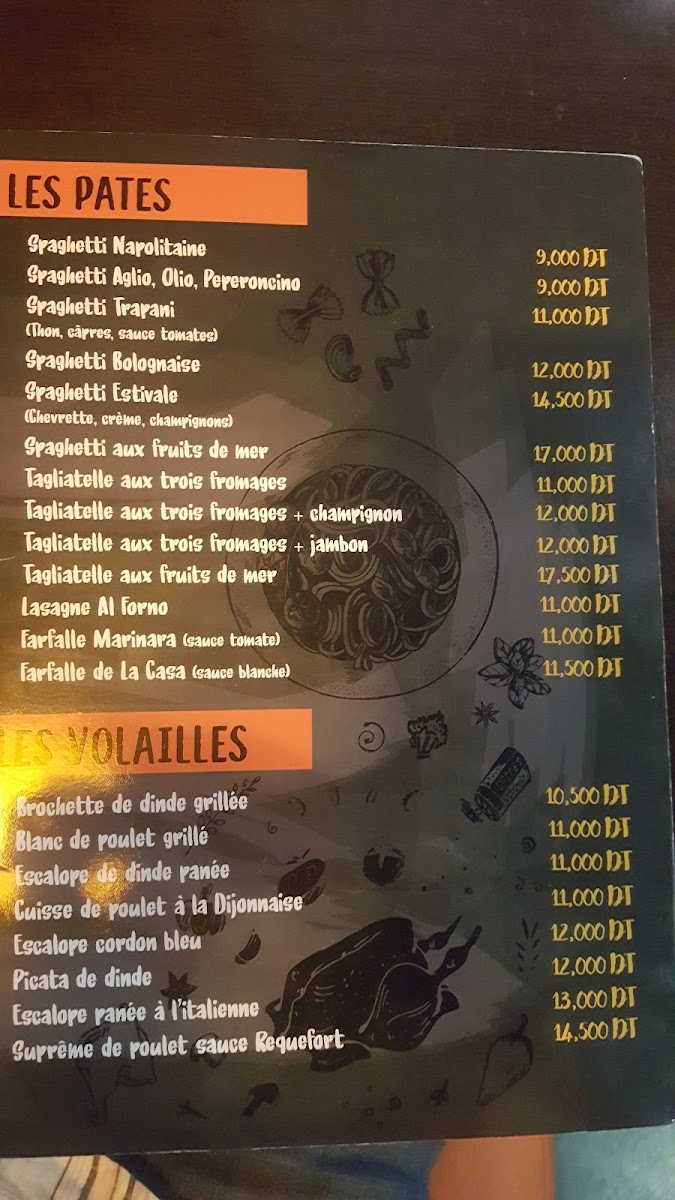 LES PATES
Spaghetti Napolitaine 9,000 DT
Spaghetti Aglio, Olio, Peperoncino 9,000 DT
Spaghetti Trapani 11,000 DT
(Thon, câpres, sauce tomates)
Spaghetti Bolognaise 12,000 DT
Spaghetti Estivale 14,500 DT
(Chevrette, crème, champignons)
Spaghetti aux fruits de mer 17,000 DT
Tagliatelle aux trois fromages 11,000 DT
Tagliatelle aux trois fromages + champignon 12,000 DT
Tagliatelle aux trois fromages + jambon 12,000 DT
Tagliatelle aux fruits de mer 17,500 DT
Lasagne Al Forno 11,000 DT
Farfalle Marinara (sauce tomate) 11,000 DT
Farfalle de La Casa (sauce blanche) 11,500 DT
LES VOLAILLES
Brochette de dinde grillée 10,500 DT
Blanc de poulet grillé 11,000 DT
Escalope de dinde panée 11,000 DT
Cuisse de poulet à la Dijonnaise 11,000 DT
Escalope cordon bleu 12,000 DT
Picata de dinde 12,000 DT
Escalope panée à l'italienne 13,000 DT
Suprême de poulet sauce Requefort 14,500 DT